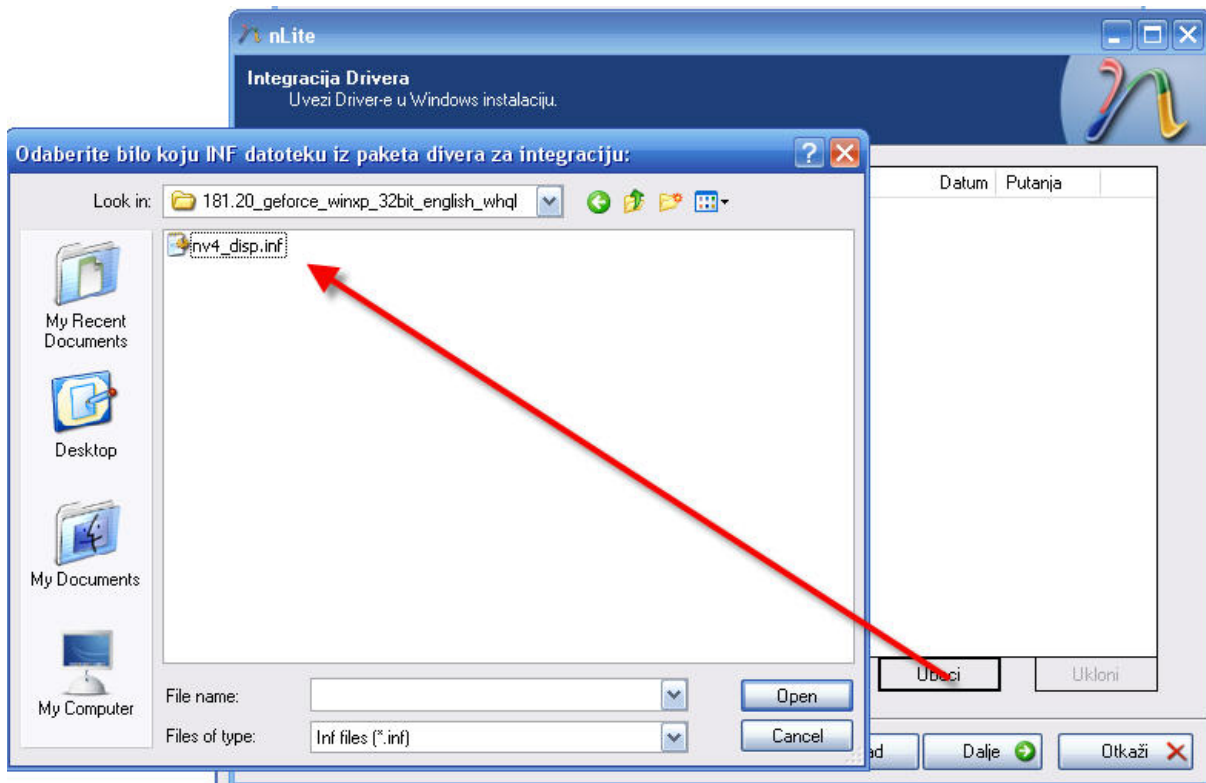 nLite
Integracija Drivera
Uvezi Driver-e u Windows instalaciju.
Odaberite bilo koju INF datoteku iz paketa divera za integraciju:
Datum Putanja
Look in: 181.20_geforce_winxp_32bit_english_whql
nv4_disp.inf
My Recent
Documents
Desktop
My Documents
My Computer
Ubaci Ukloni
File name: Open
Files of type: Inf files (*.inf) Cancel
Dalje Otkaži